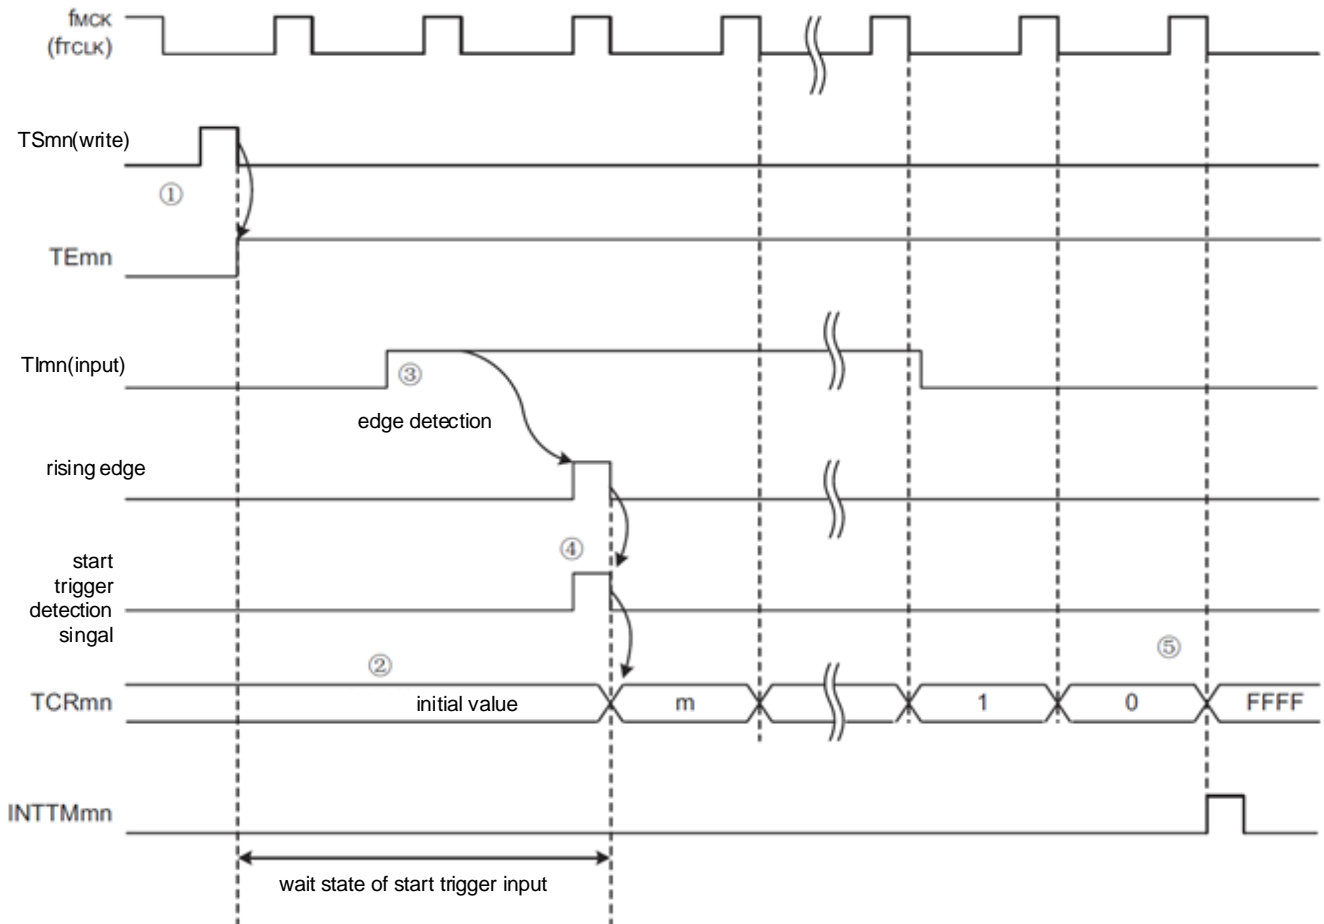 fMCK
(fTCLK)
TSmn(write)
①
TEmn
TImn(input)
③
edge detection
rising edge
④
start
trigger
detection
singal
②
⑤
TCRmn
initial value
m
1
0
FFFF
INTTMmn
wait state of start trigger input